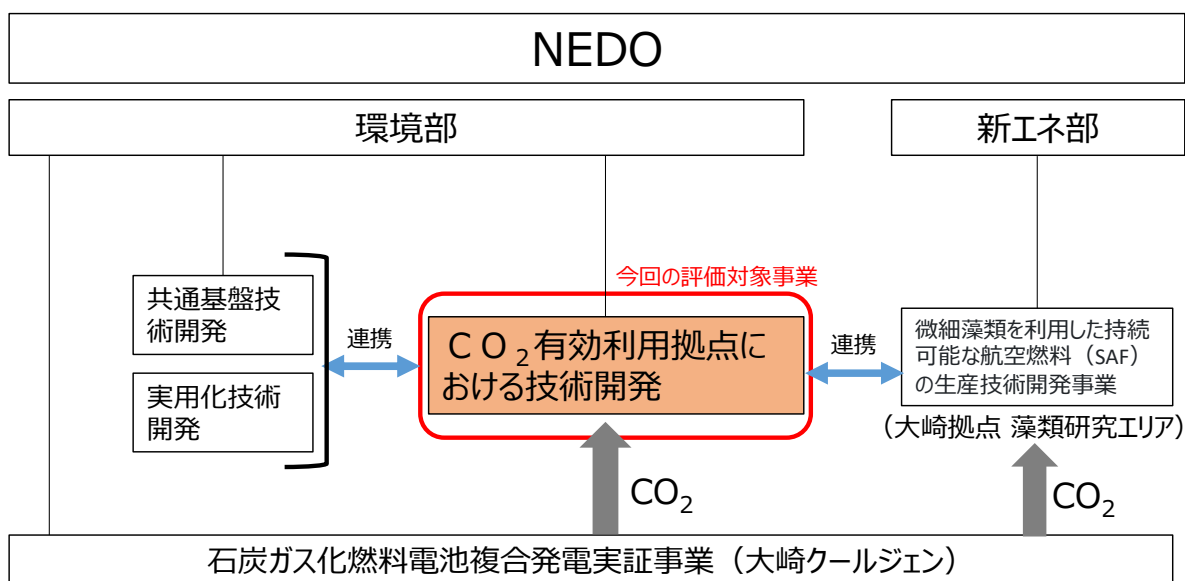 NEDO
環境部
新エネ部
今回の評価対象事業
共通基盤技
術開発
実用化技術
開発
連携
ＣＯ₂有効利用拠点に
おける技術開発
連携
微細藻類を利用した持続
可能な航空燃料（SAF）
の生産技術開発事業
（大崎拠点 藻類研究エリア）
CO₂
CO₂
石炭ガス化燃料電池複合発電実証事業（大崎クールジェン）